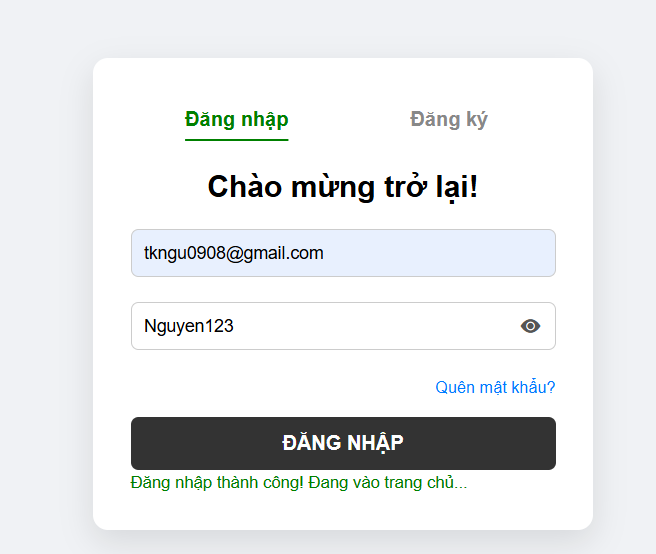 Đăng nhập Đăng ký
Chào mừng trở lại!
tkngu0908@gmail.com
Nguyen123
Quên mật khẩu?
ĐĂNG NHẬP
Đăng nhập thành công! Đang vào trang chủ...